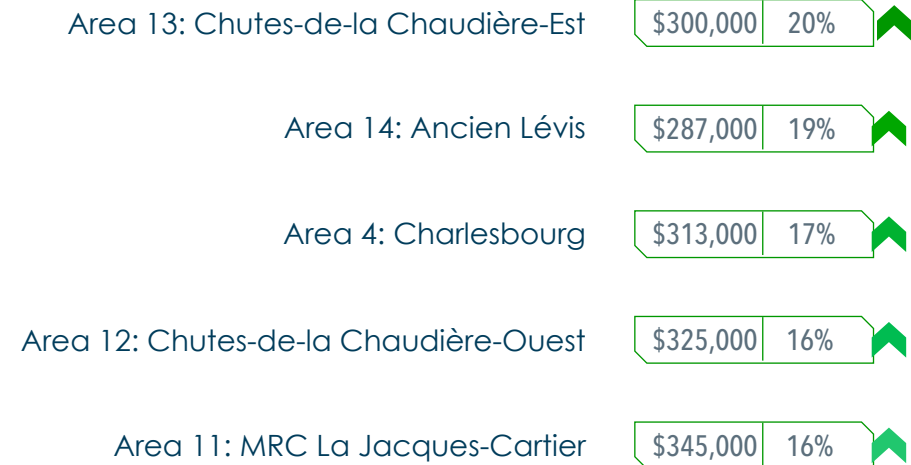 Area 13: Chutes-de-la Chaudière-Est $300,000 20%
Area 14: Ancien Lévis $287,000 19%
Area 4: Charlesbourg $313,000 17%
Area 12: Chutes-de-la Chaudière-Ouest $325,000 16%
Area 11: MRC La Jacques-Cartier $345,000 16%